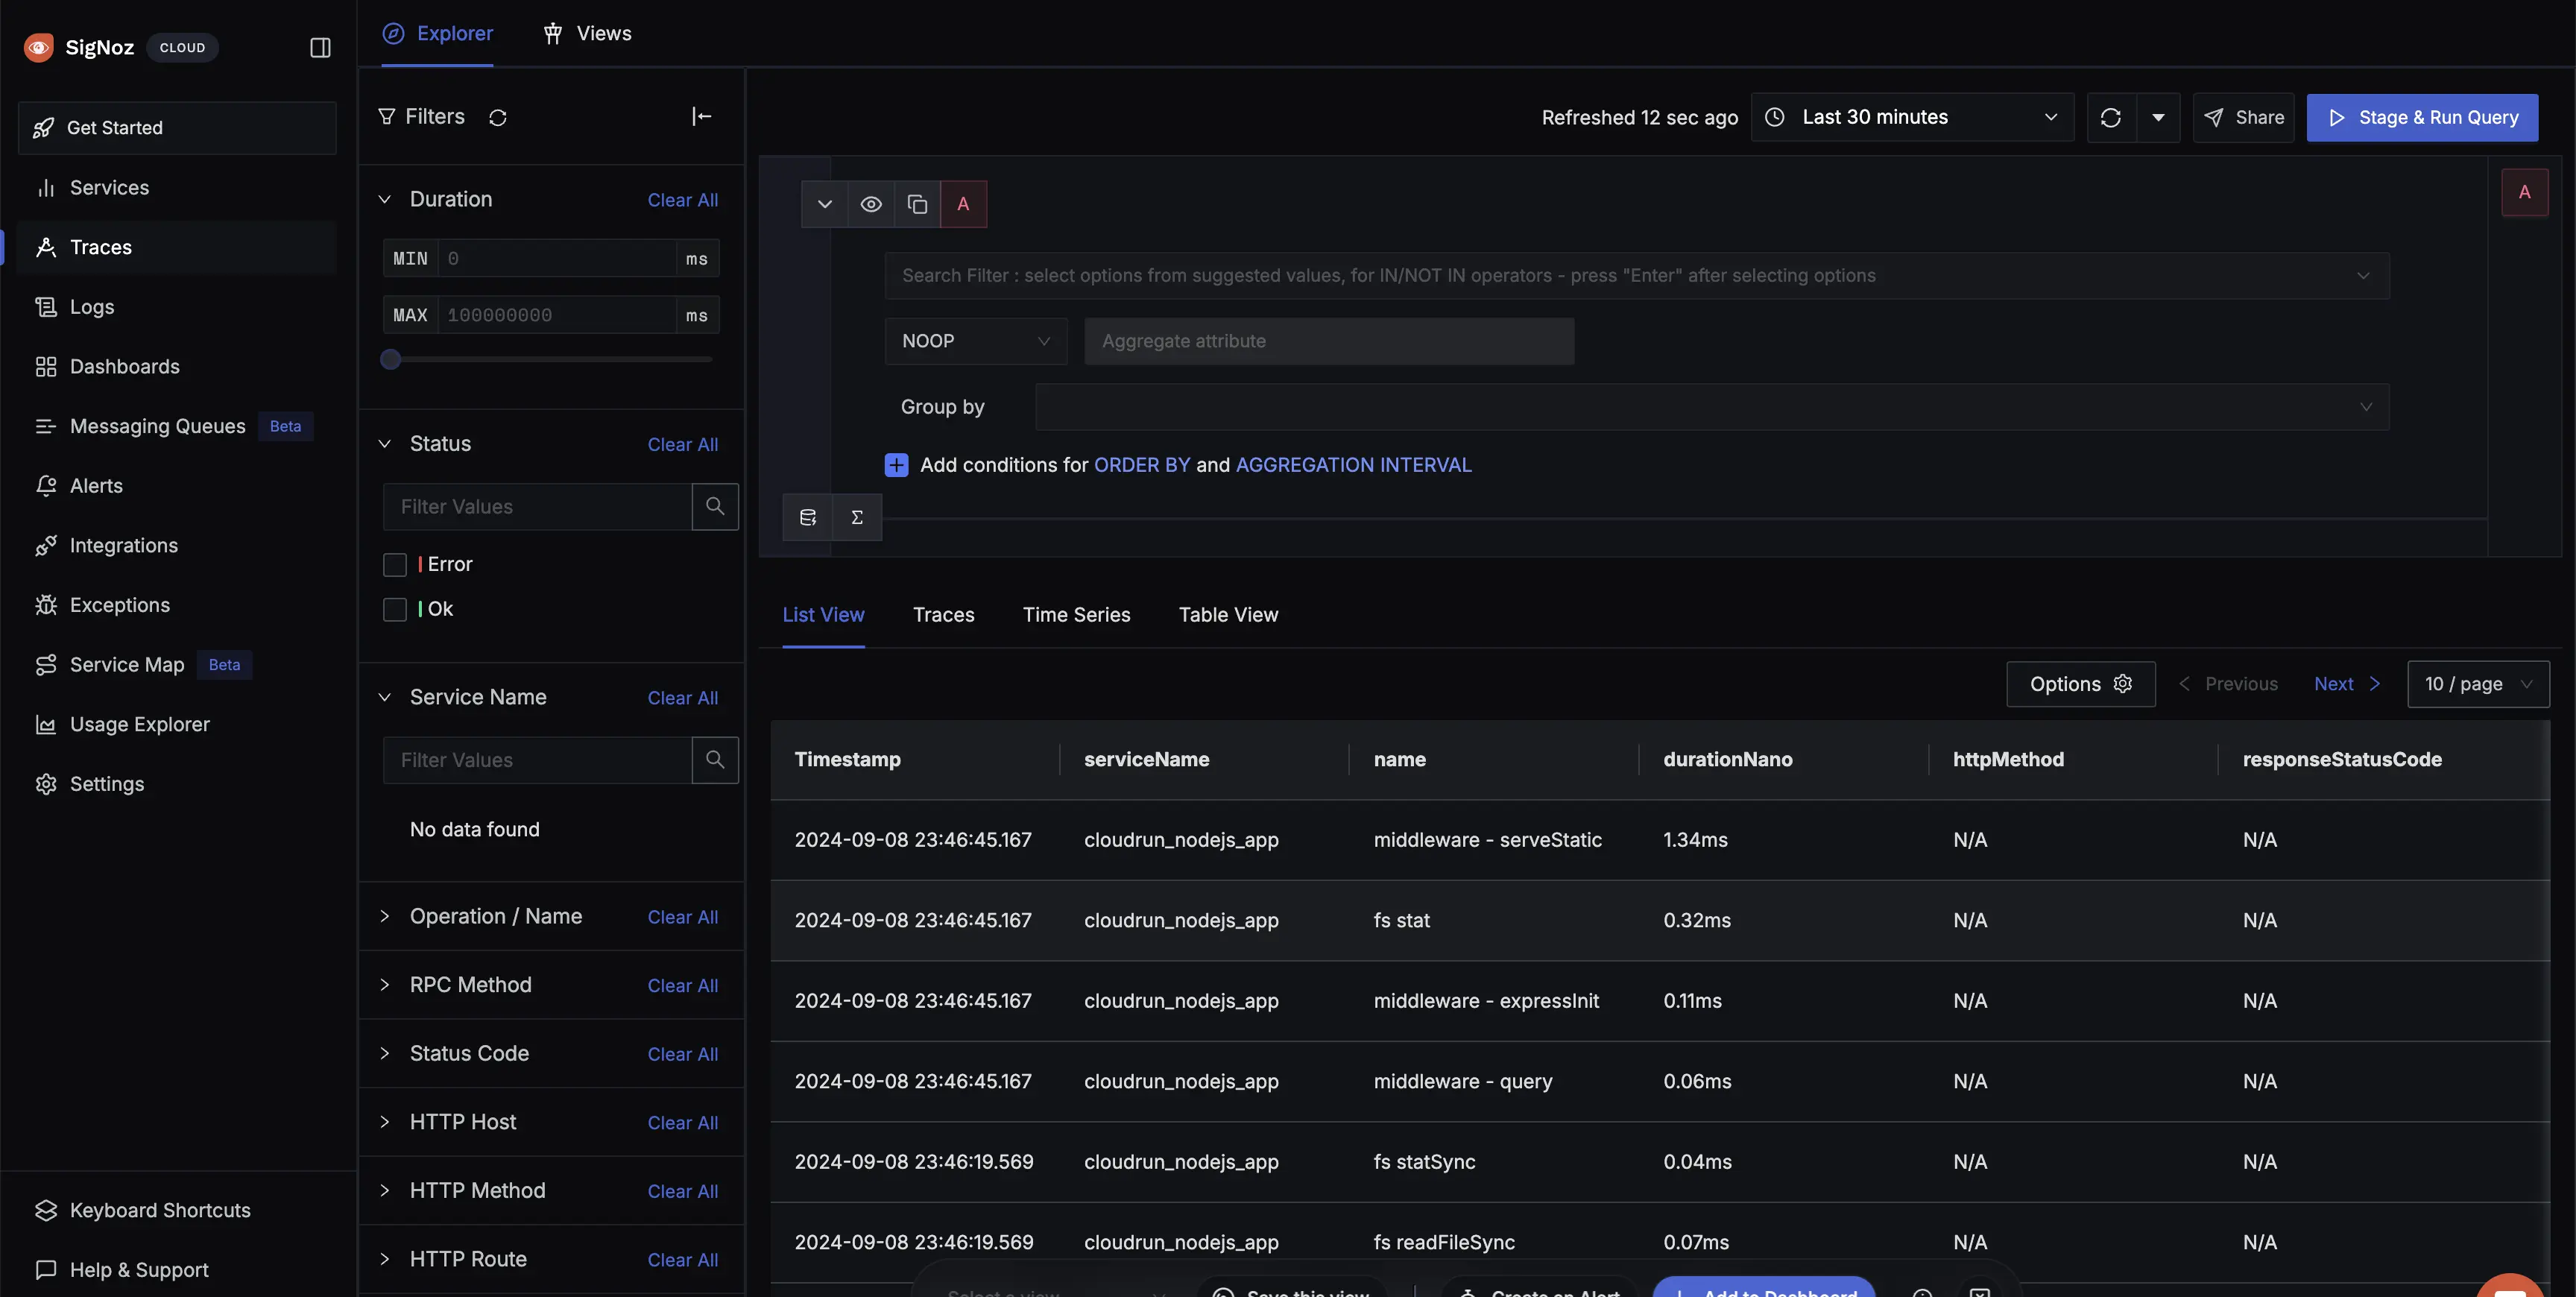 SigNoz CLOUD
Get Started
Services
Traces
Logs
Dashboards
Messaging Queues Beta
Alerts
Integrations
Exceptions
Service Map Beta
Usage Explorer
Settings
Keyboard Shortcuts
Help & Support
Explorer Views
Filters
Duration Clear All
MIN 0 ms
MAX 100000000 ms
Status Clear All
Filter Values
Error
Ok
Service Name Clear All
Filter Values
No data found
Operation / Name Clear All
RPC Method Clear All
Status Code Clear All
HTTP Host Clear All
HTTP Method Clear All
HTTP Route Clear All
Refreshed 12 sec ago Last 30 minutes Share Stage & Run Query
A A
Search Filter : select options from suggested values, for IN/NOT IN operators - press "Enter" after selecting options
NOOP Aggregate attribute
Group by
Add conditions for ORDER BY and AGGREGATION INTERVAL
Σ
List View Traces Time Series Table View
Options Previous Next 10 / page
Timestamp serviceName name durationNano httpMethod responseStatusCode
2024-09-08 23:46:45.167 cloudrun_nodejs_app middleware - serveStatic 1.34ms N/A N/A
2024-09-08 23:46:45.167 cloudrun_nodejs_app fs stat 0.32ms N/A N/A
2024-09-08 23:46:45.167 cloudrun_nodejs_app middleware - expressInit 0.11ms N/A N/A
2024-09-08 23:46:45.167 cloudrun_nodejs_app middleware - query 0.06ms N/A N/A
2024-09-08 23:46:19.569 cloudrun_nodejs_app fs statSync 0.04ms N/A N/A
2024-09-08 23:46:19.569 cloudrun_nodejs_app fs readFileSync 0.07ms N/A N/A
Select a view Save this view Create an Alert Add to Dashboard